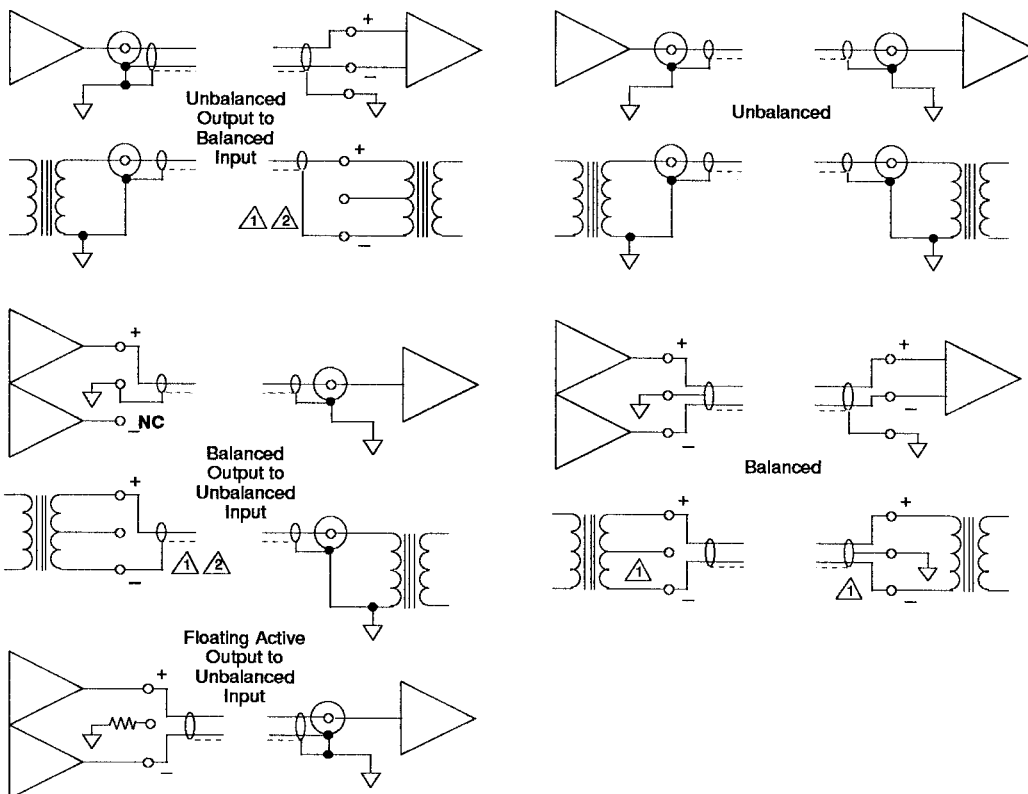 +
−
Unbalanced
Output to
Balanced
Input
+
1 2
−
Unbalanced
+
−NC
+
−
Balanced
Output to
Unbalanced
Input
+
−
1 2
+
−
Balanced
+
1
−
+
1
−
Floating Active
Output to
Unbalanced
Input
+
−